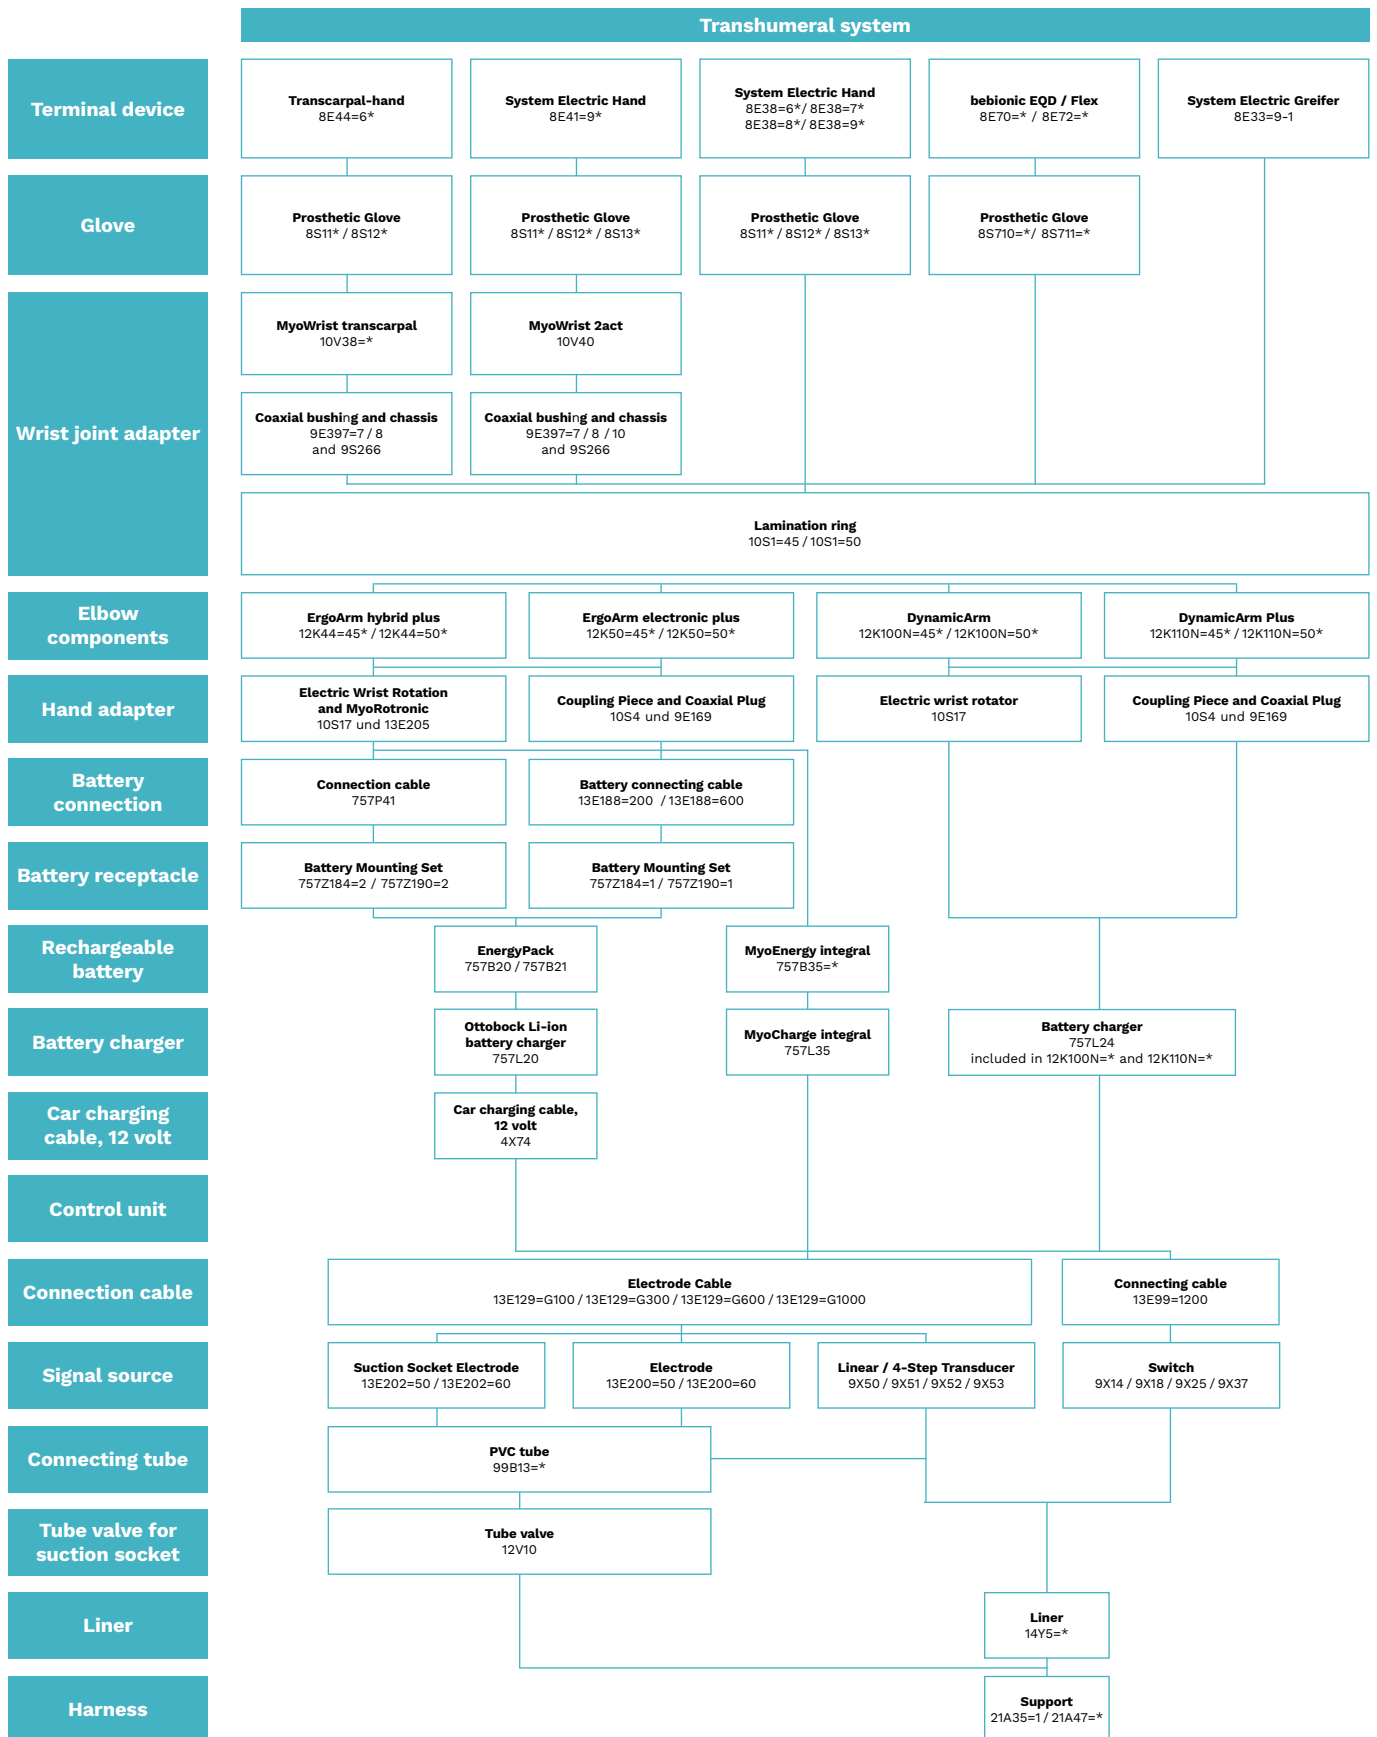 Transhumeral system
Terminal device
Transcarpal-hand
8E44=6*
System Electric Hand
8E41=9*
System Electric Hand
8E38=6*/ 8E38=7*
8E38=8*/ 8E38=9*
bebionic EQD / Flex
8E70=* / 8E72=*
System Electric Greifer
8E33=9-1
Glove
Prosthetic Glove
8S11* / 8S12*
Prosthetic Glove
8S11* / 8S12* / 8S13*
Prosthetic Glove
8S11* / 8S12* / 8S13*
Prosthetic Glove
8S710=*/ 8S711=*
Wrist joint adapter
MyoWrist transcarpal
10V38=*
MyoWrist 2act
10V40
Coaxial bushing and chassis
9E397=7 / 8
and 9S266
Coaxial bushing and chassis
9E397=7 / 8 / 10
and 9S266
Lamination ring
10S1=45 / 10S1=50
Elbow
components
ErgoArm hybrid plus
12K44=45* / 12K44=50*
ErgoArm electronic plus
12K50=45* / 12K50=50*
DynamicArm
12K100N=45* / 12K100N=50*
DynamicArm Plus
12K110N=45* / 12K110N=50*
Hand adapter
Electric Wrist Rotation
and MyoRotronic
10S17 und 13E205
Coupling Piece and Coaxial Plug
10S4 und 9E169
Electric wrist rotator
10S17
Coupling Piece and Coaxial Plug
10S4 und 9E169
Battery
connection
Connection cable
757P41
Battery connecting cable
13E188=200 / 13E188=600
Battery receptacle
Battery Mounting Set
757Z184=2 / 757Z190=2
Battery Mounting Set
757Z184=1 / 757Z190=1
Rechargeable
battery
EnergyPack
757B20 / 757B21
MyoEnergy integral
757B35=*
Battery charger
Ottobock Li-ion
battery charger
757L20
MyoCharge integral
757L35
Battery charger
757L24
included in 12K100N=* and 12K110N=*
Car charging
cable, 12 volt
Car charging cable,
12 volt
4X74
Control unit
Connection cable
Electrode Cable
13E129=G100 / 13E129=G300 / 13E129=G600 / 13E129=G1000
Connecting cable
13E99=1200
Signal source
Suction Socket Electrode
13E202=50 / 13E202=60
Electrode
13E200=50 / 13E200=60
Linear / 4-Step Transducer
9X50 / 9X51 / 9X52 / 9X53
Switch
9X14 / 9X18 / 9X25 / 9X37
Connecting tube
PVC tube
99B13=*
Tube valve for
suction socket
Tube valve
12V10
Liner
Liner
14Y5=*
Harness
Support
21A35=1 / 21A47=*